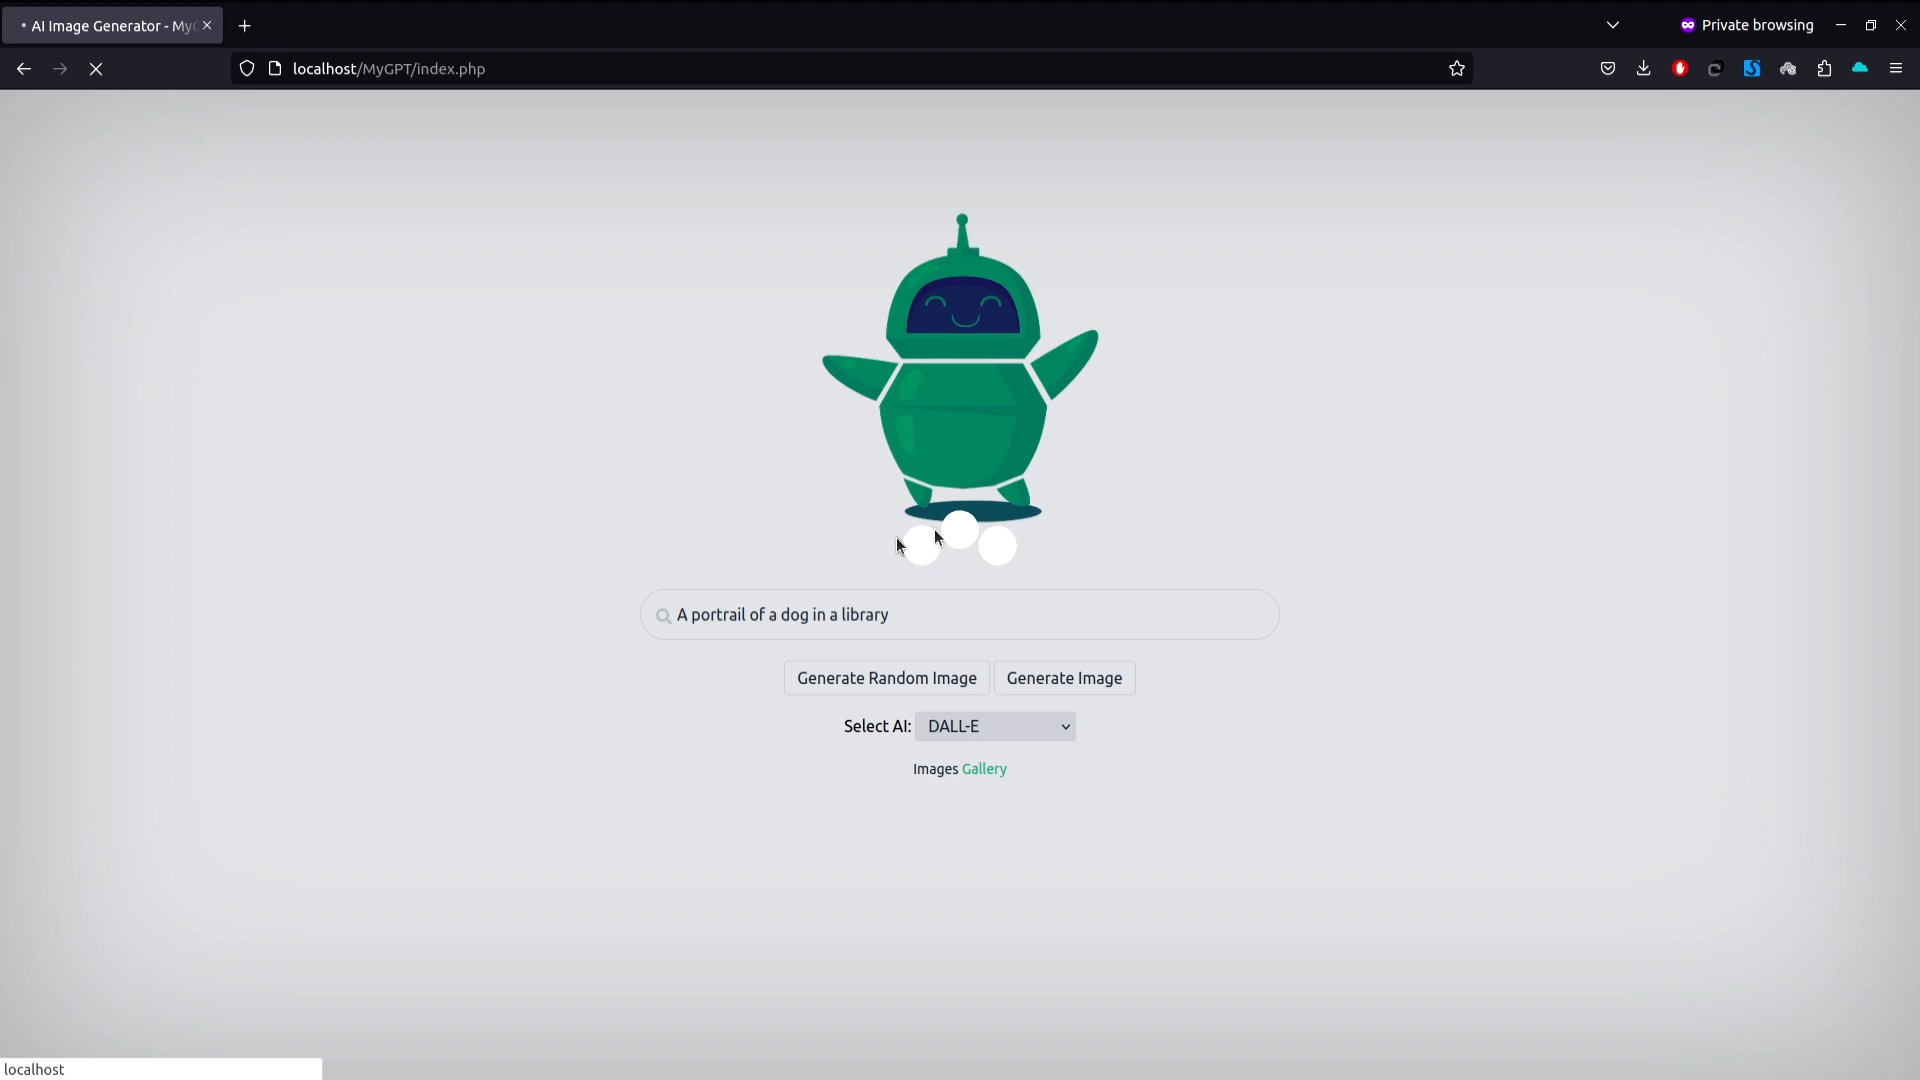 AI Image Generator - My
Private browsing
localhost/MyGPT/index.php
A portrail of a dog in a library
Generate Random Image
Generate Image
Select AI: DALL-E
Images Gallery
localhost